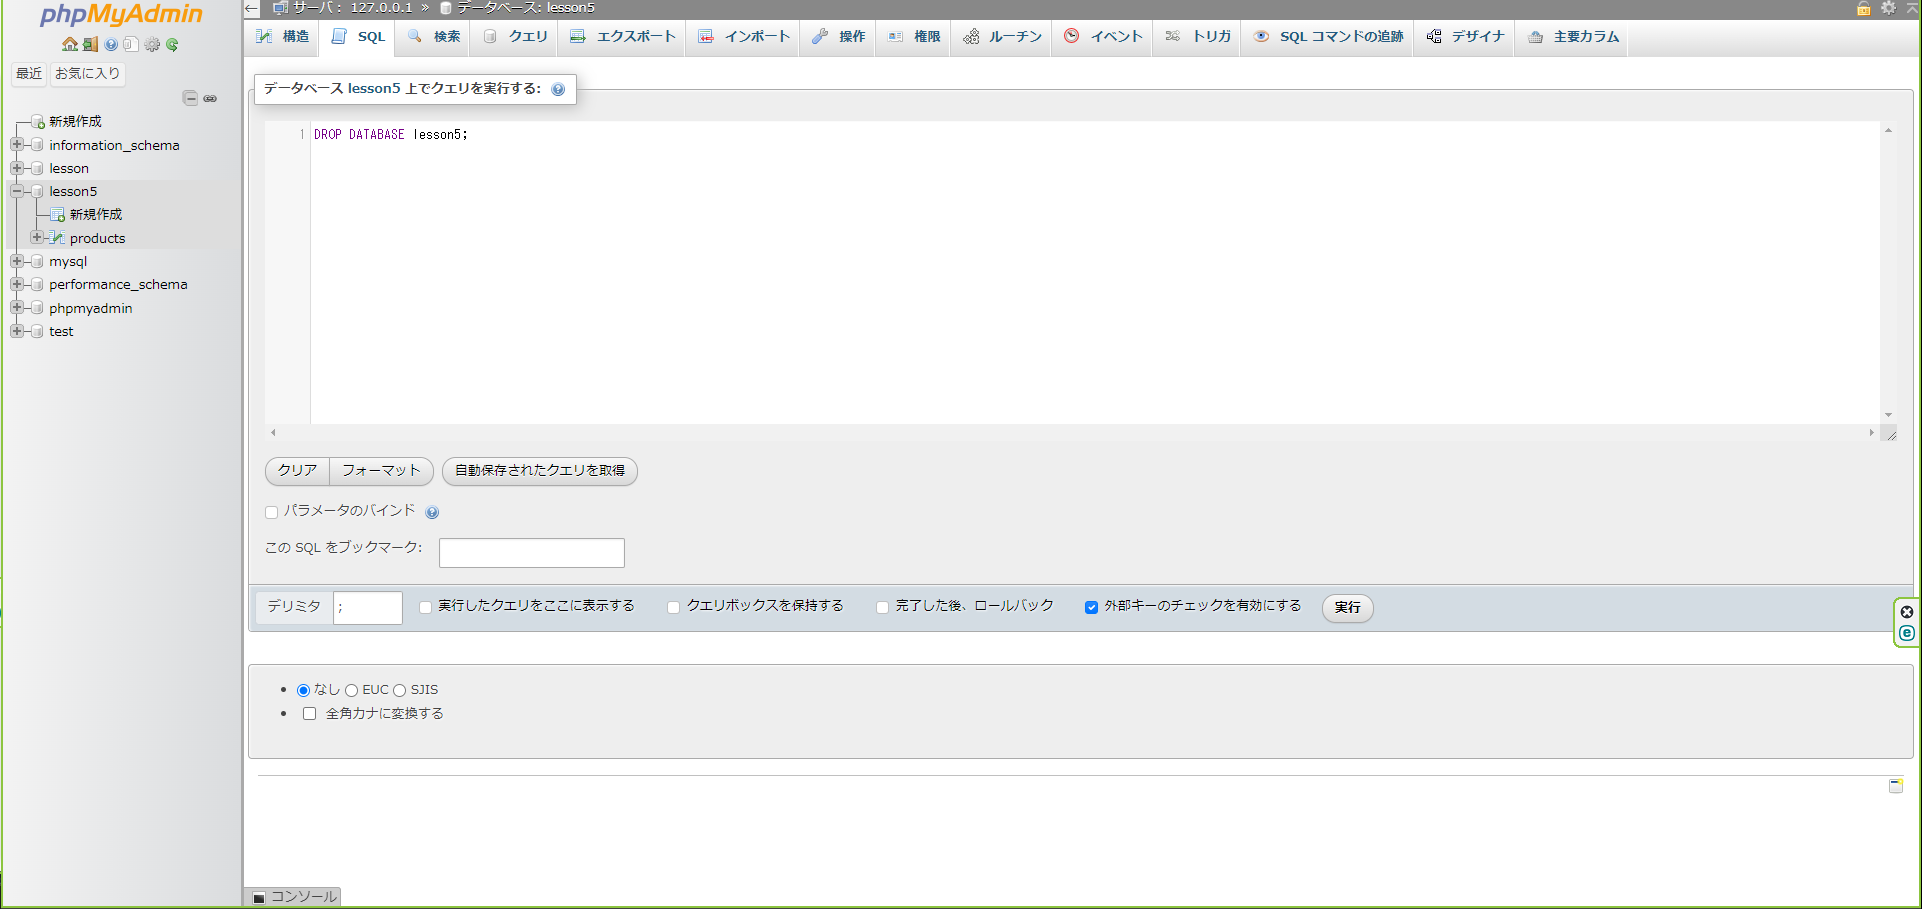 phpMyAdmin
最近 お気に入り
新規作成
information_schema
lesson
lesson5
新規作成
products
mysql
performance_schema
phpmyadmin
test
サーバ: 127.0.0.1 » データベース: lesson5
構造 SQL 検索 クエリ エクスポート インポート 操作 権限 ルーチン イベント トリガ SQL コマンドの追跡 デザイナ 主要カラム
データベース lesson5 上でクエリを実行する:
1 DROP DATABASE lesson5;
クリア フォーマット 自動保存されたクエリを取得
パラメータのバインド
この SQL をブックマーク:
デリミタ ; 実行したクエリをここに表示する クエリボックスを保持する 完了した後、ロールバック 外部キーのチェックを有効にする 実行
なし EUC SJIS
全角カナに変換する
コンソール